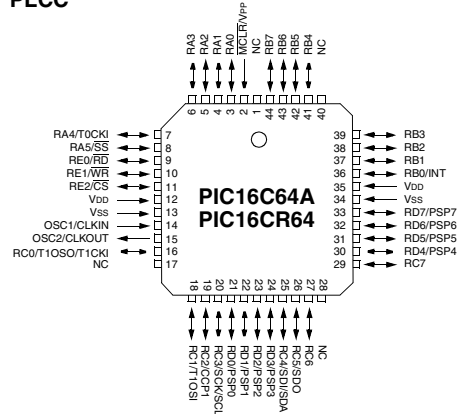 PLCC
RA3
RA2
RA1
RA0
MCLR/VPP
NC
RB7
RB6
RB5
RB4
NC
6
5
4
3
2
1
44
43
42
41
40
RA4/T0CKI 7
RA5/SS 8
RE0/RD 9
RE1/WR 10
RE2/CS 11
VDD 12
VSS 13
OSC1/CLKIN 14
OSC2/CLKOUT 15
RC0/T1OSO/T1CKI 16
NC 17
PIC16C64A
PIC16CR64
39 RB3
38 RB2
37 RB1
36 RB0/INT
35 VDD
34 VSS
33 RD7/PSP7
32 RD6/PSP6
31 RD5/PSP5
30 RD4/PSP4
29 RC7
18
19
20
21
22
23
24
25
26
27
28
RC1/T1OSI
RC2/CCP1
RC3/SCK/SCL
RD0/PSP0
RD1/PSP1
RD2/PSP2
RD3/PSP3
RC4/SDI/SDA
RC5/SDO
RC6
NC